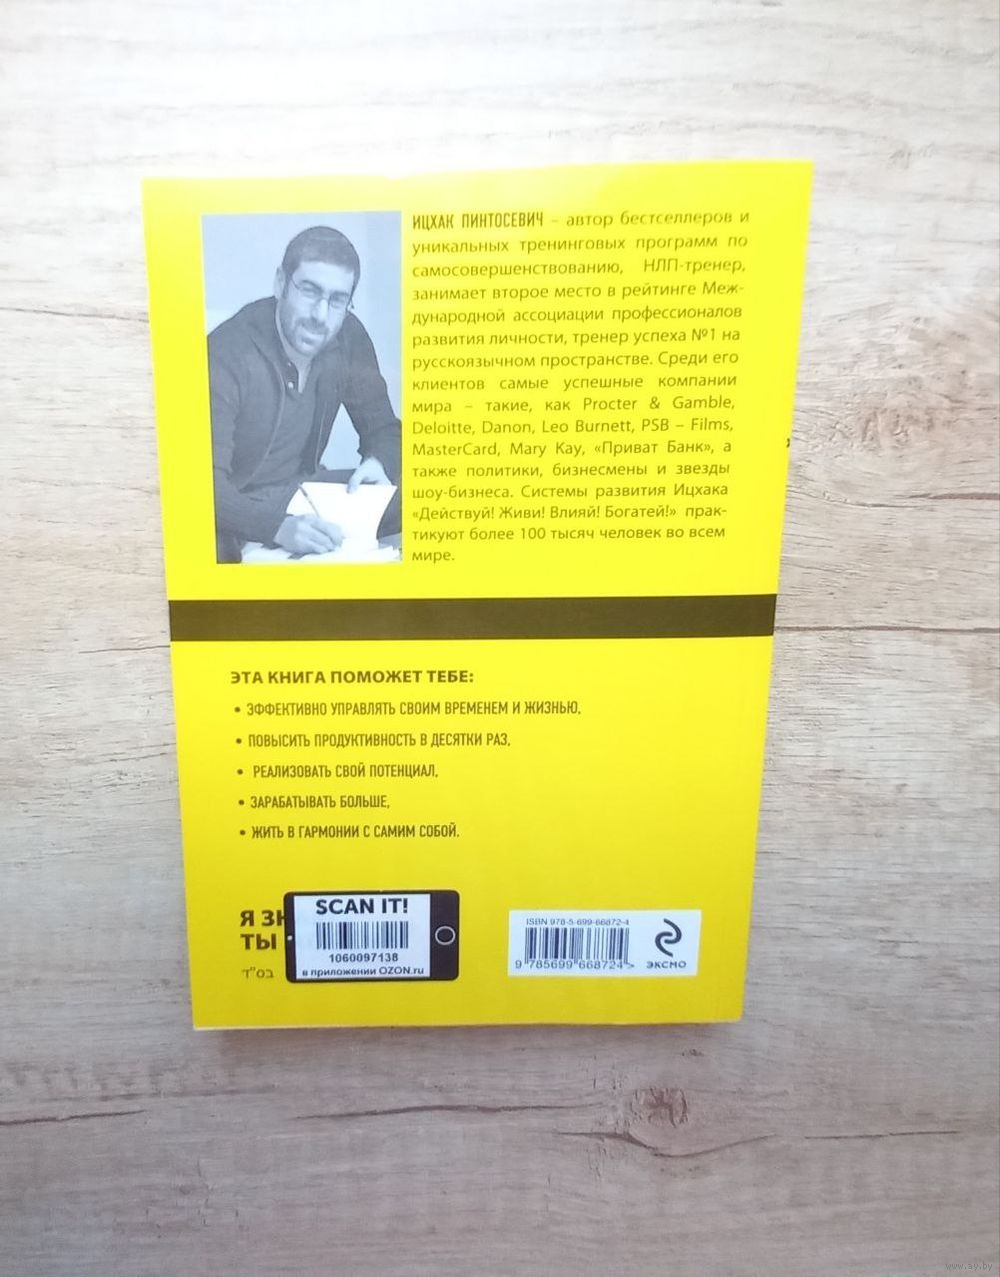 ИЦХАК ПИНТОСЕВИЧ – автор бестселлеров и
уникальных тренинговых программ по
самосовершенствованию, НЛП-тренер,
занимает второе место в рейтинге Меж-
дународной ассоциации профессионалов
развития личности, тренер успеха №1 на
русскоязычном пространстве. Среди его
клиентов самые успешные компании
мира – такие, как Procter & Gamble,
Deloitte, Danon, Leo Burnett, PSB – Films,
MasterCard, Mary Kay, «Приват Банк», а
также политики, бизнесмены и звезды
шоу-бизнеса. Системы развития Ицхака
«Действуй! Живи! Влияй! Богатей!» прак-
тикуют более 100 тысяч человек во всем
мире.
ЭТА КНИГА ПОМОЖЕТ ТЕБЕ:
• ЭФФЕКТИВНО УПРАВЛЯТЬ СВОИМ ВРЕМЕНЕМ И ЖИЗНЬЮ,
• ПОВЫСИТЬ ПРОДУКТИВНОСТЬ В ДЕСЯТКИ РАЗ,
• РЕАЛИЗОВАТЬ СВОЙ ПОТЕНЦИАЛ,
• ЗАРАБАТЫВАТЬ БОЛЬШЕ,
• ЖИТЬ В ГАРМОНИИ С САМИМ СОБОЙ.
Я
ТЫ
בס"ד
SCAN IT!
1060097138
в приложении OZON.ru
ISBN 978-5-699-66872-4
9 785699 668724 >
ЭКСМО
www.ay.by